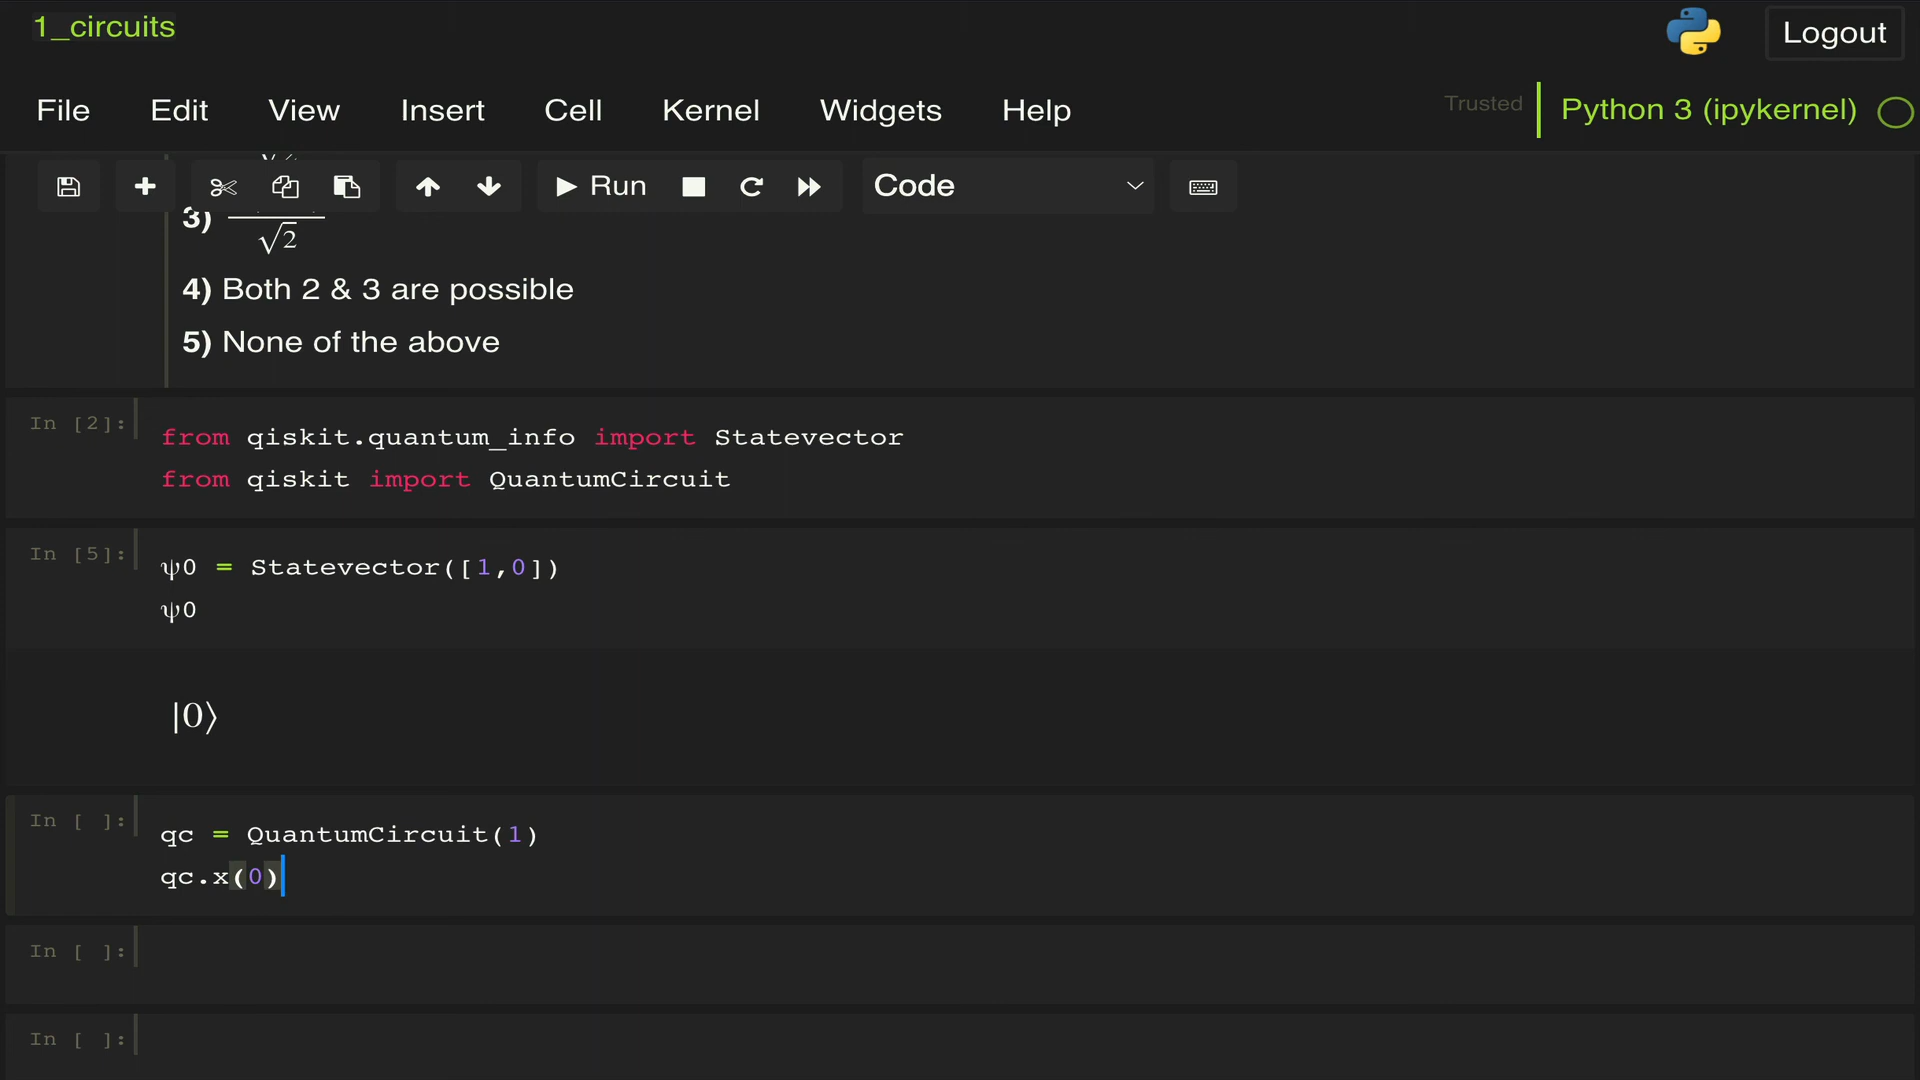 1_circuits
Logout
File Edit View Insert Cell Kernel Widgets Help
Trusted
Python 3 (ipykernel)
Run
Code
3)
√2
4) Both 2 & 3 are possible
5) None of the above
In [2]:
from qiskit.quantum_info import Statevector
from qiskit import QuantumCircuit
In [5]:
ψ0 = Statevector([1,0])
ψ0
|0⟩
In [ ]:
qc = QuantumCircuit(1)
qc.x(0)
In [ ]:
In [ ]: